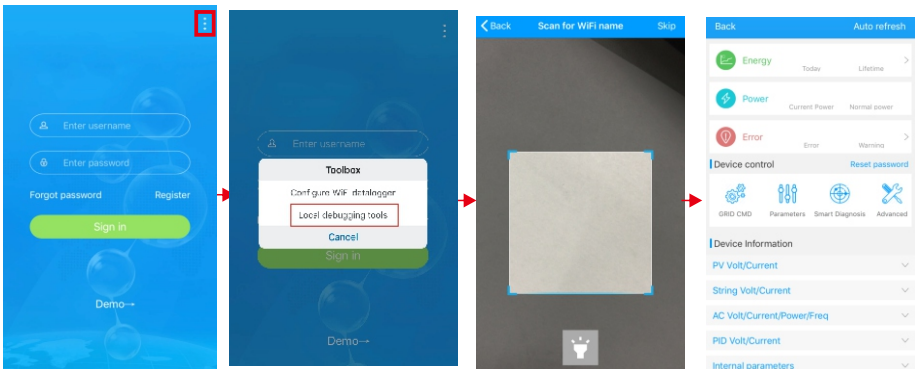 Enter username
Enter password
Forgot password Register
Sign in
Demo→
Enter username
Toolbox
Configure WiFi datalogger
Local debugging tools
Cancel
Sign in
Demo→
Back Scan for WiFi name Skip
Back Auto refresh
Energy
Today Lifetime
Power
Current Power Normal power
Error
Error Warning
Device control Reset password
GRID CMD Parameters Smart Diagnosis Advanced
Device Information
PV Volt/Current
String Volt/Current
AC Volt/Current/Power/Freq
PID Volt/Current
Internal parameters